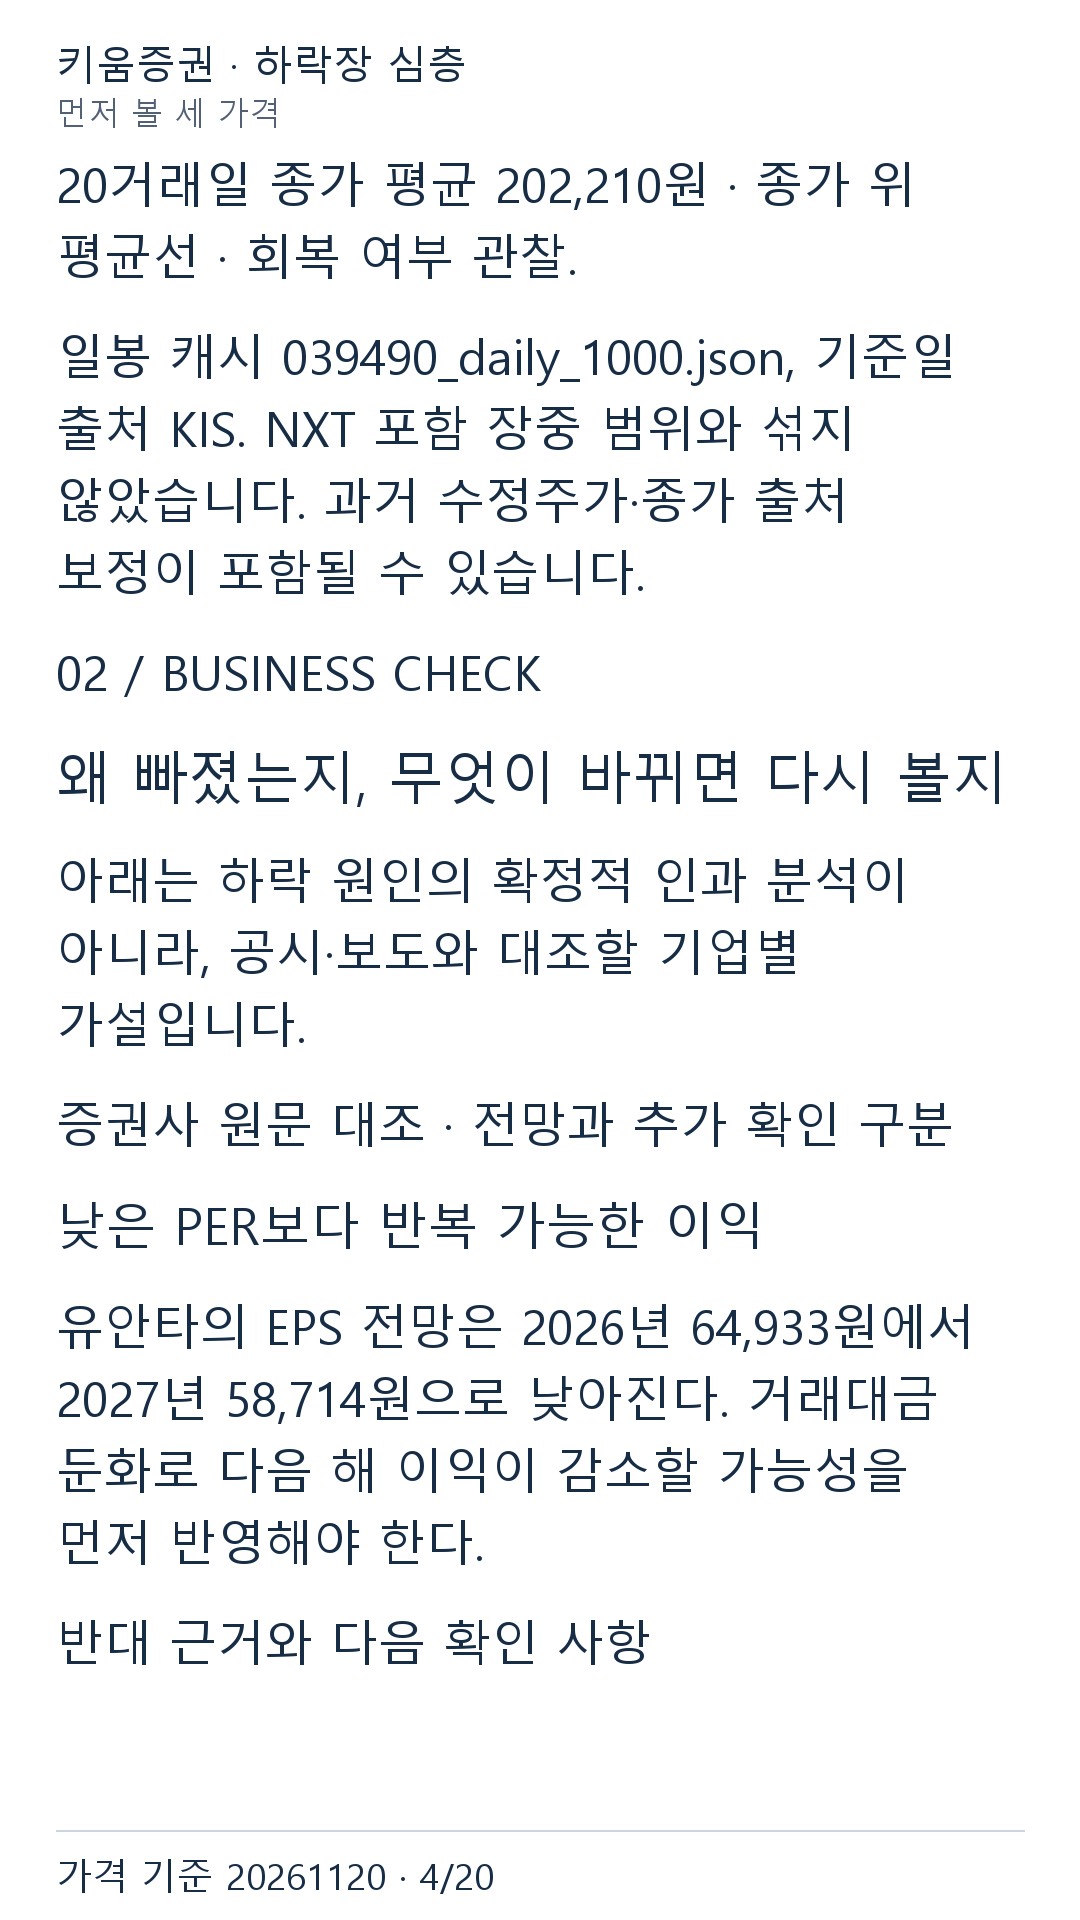 키움증권 · 하락장 심층
먼저 볼 세 가격
20거래일 종가 평균 202,210원 · 종가 위
평균선 · 회복 여부 관찰.
일봉 캐시 039490_daily_1000.json, 기준일
출처 KIS. NXT 포함 장중 범위와 섞지
않았습니다. 과거 수정주가·종가 출처
보정이 포함될 수 있습니다.
02 / BUSINESS CHECK
왜 빠졌는지, 무엇이 바뀌면 다시 볼지
아래는 하락 원인의 확정적 인과 분석이
아니라, 공시·보도와 대조할 기업별
가설입니다.
증권사 원문 대조 · 전망과 추가 확인 구분
낮은 PER보다 반복 가능한 이익
유안타의 EPS 전망은 2026년 64,933원에서
2027년 58,714원으로 낮아진다. 거래대금
둔화로 다음 해 이익이 감소할 가능성을
먼저 반영해야 한다.
반대 근거와 다음 확인 사항
가격 기준 20261120 · 4/20